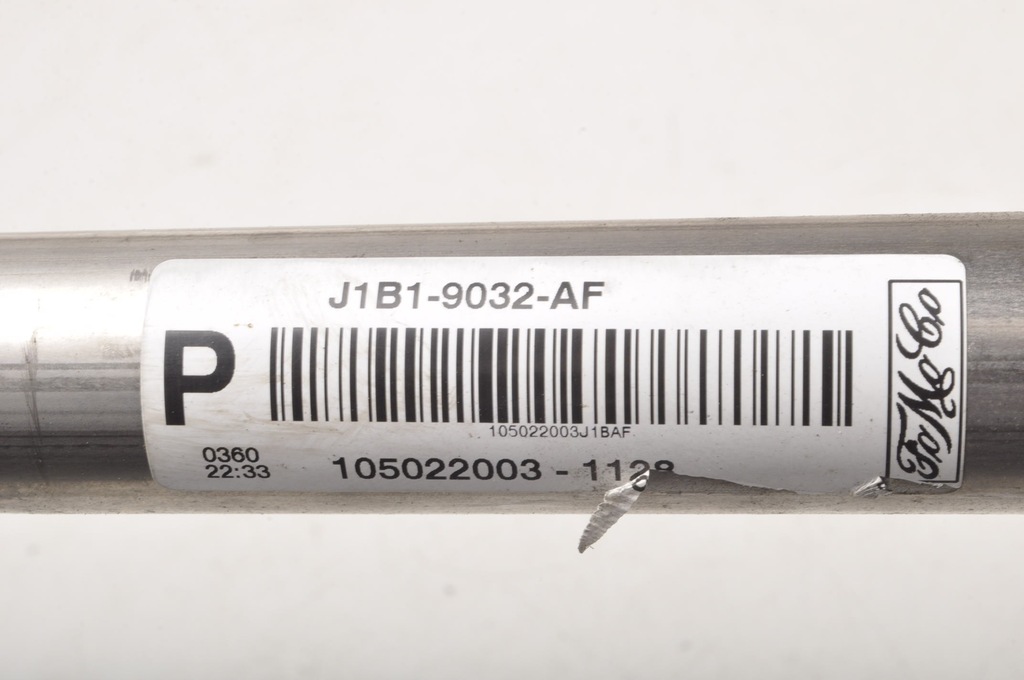 J1B1-9032-AF
P
105022003J1BAF
0360
22:33
105022003 - 1128
FoMoCo